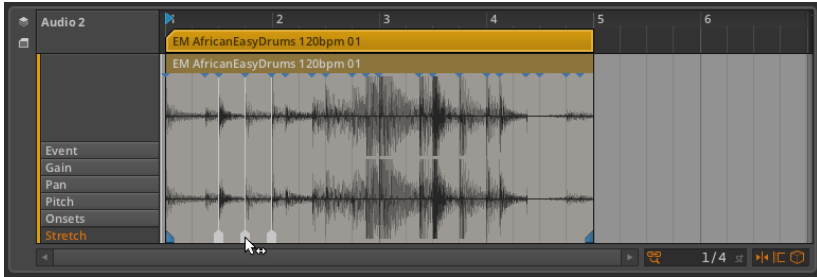 Audio 2
1 2 3 4 5 6
EM AfricanEasyDrums 120bpm 01
EM AfricanEasyDrums 120bpm 01
Event
Gain
Pan
Pitch
Onsets
Stretch
1/4 st